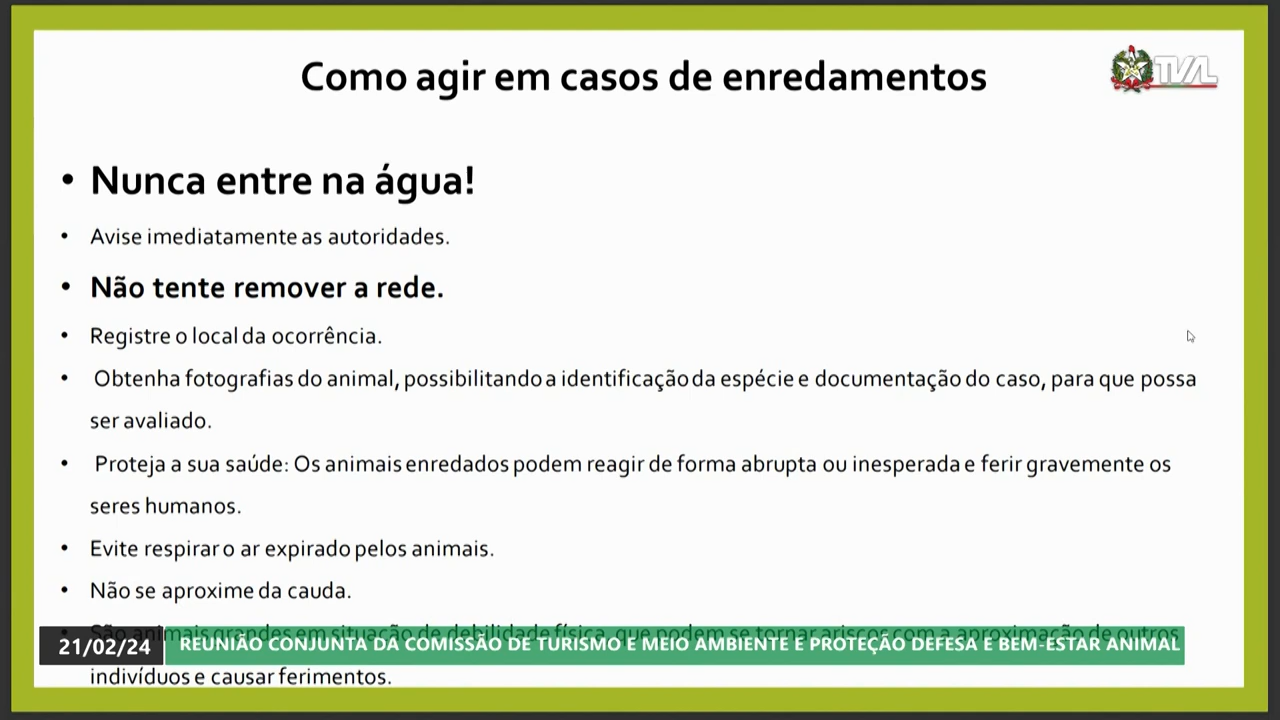 Como agir em casos de enredamentos
TVAL
• Nunca entre na água!
• Avise imediatamente as autoridades.
• Não tente remover a rede.
• Registre o local da ocorrência.
• Obtenha fotografias do animal, possibilitando a identificação da espécie e documentação do caso, para que possa
ser avaliado.
• Proteja a sua saúde: Os animais enredados podem reagir de forma abrupta ou inesperada e ferir gravemente os
seres humanos.
• Evite respirar o ar expirado pelos animais.
• Não se aproxime da cauda.
• São animais grandes em situação de debilidade física, que podem se tornar ariscos com a aproximação de outros
indivíduos e causar ferimentos.
21/02/24
REUNIÃO CONJUNTA DA COMISSÃO DE TURISMO E MEIO AMBIENTE E PROTEÇÃO DEFESA E BEM-ESTAR ANIMAL